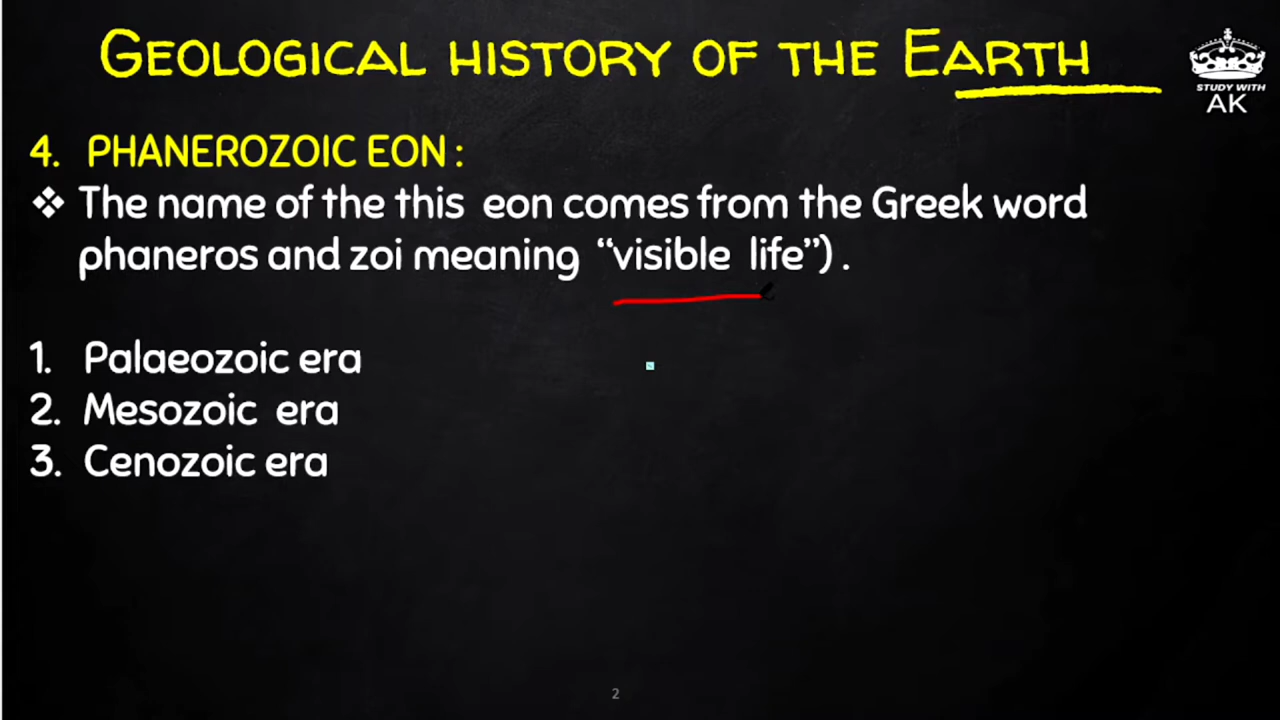 GEOLOGICAL HISTORY OF THE EARTH
STUDY WITH
AK
4. PHANEROZOIC EON :
❖ The name of the this eon comes from the Greek word
phaneros and zoi meaning “visible life”) .
1. Palaeozoic era
2. Mesozoic era
3. Cenozoic era
2